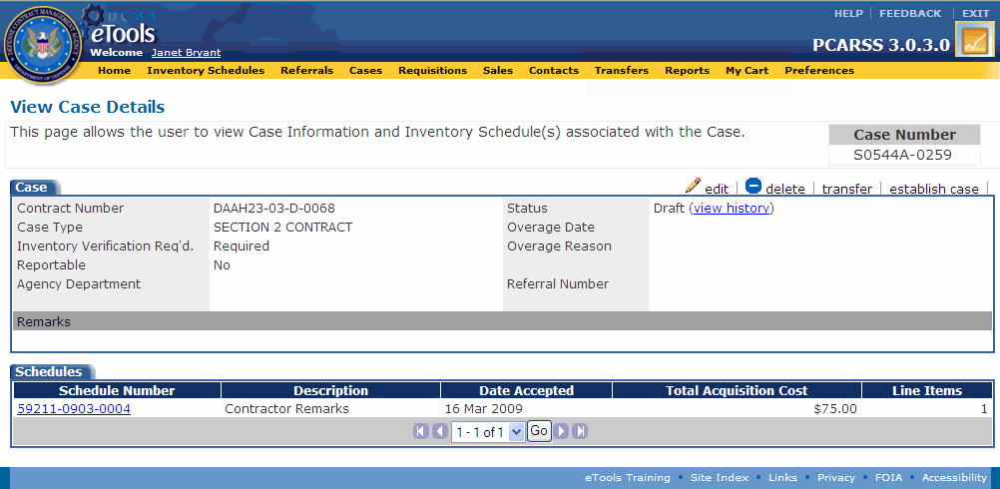 HELP | FEEDBACK | EXIT
DCMA
eTools
Welcome Janet Bryant
PCARSS 3.0.3.0
Home Inventory Schedules Referrals Cases Requisitions Sales Contacts Transfers Reports My Cart Preferences
View Case Details
This page allows the user to view Case Information and Inventory Schedule(s) associated with the Case.
Case Number
S0544A-0259
Case
edit | delete | transfer | establish case |
Contract Number DAAH23-03-D-0068 Status Draft (view history)
Case Type SECTION 2 CONTRACT Overage Date
Inventory Verification Req'd. Required Overage Reason
Reportable No
Agency Department Referral Number
Remarks
Schedules
Schedule Number Description Date Accepted Total Acquisition Cost Line Items
59211-0903-0004 Contractor Remarks 16 Mar 2009 $75.00 1
1 - 1 of 1 Go
eTools Training • Site Index • Links • Privacy • FOIA • Accessibility